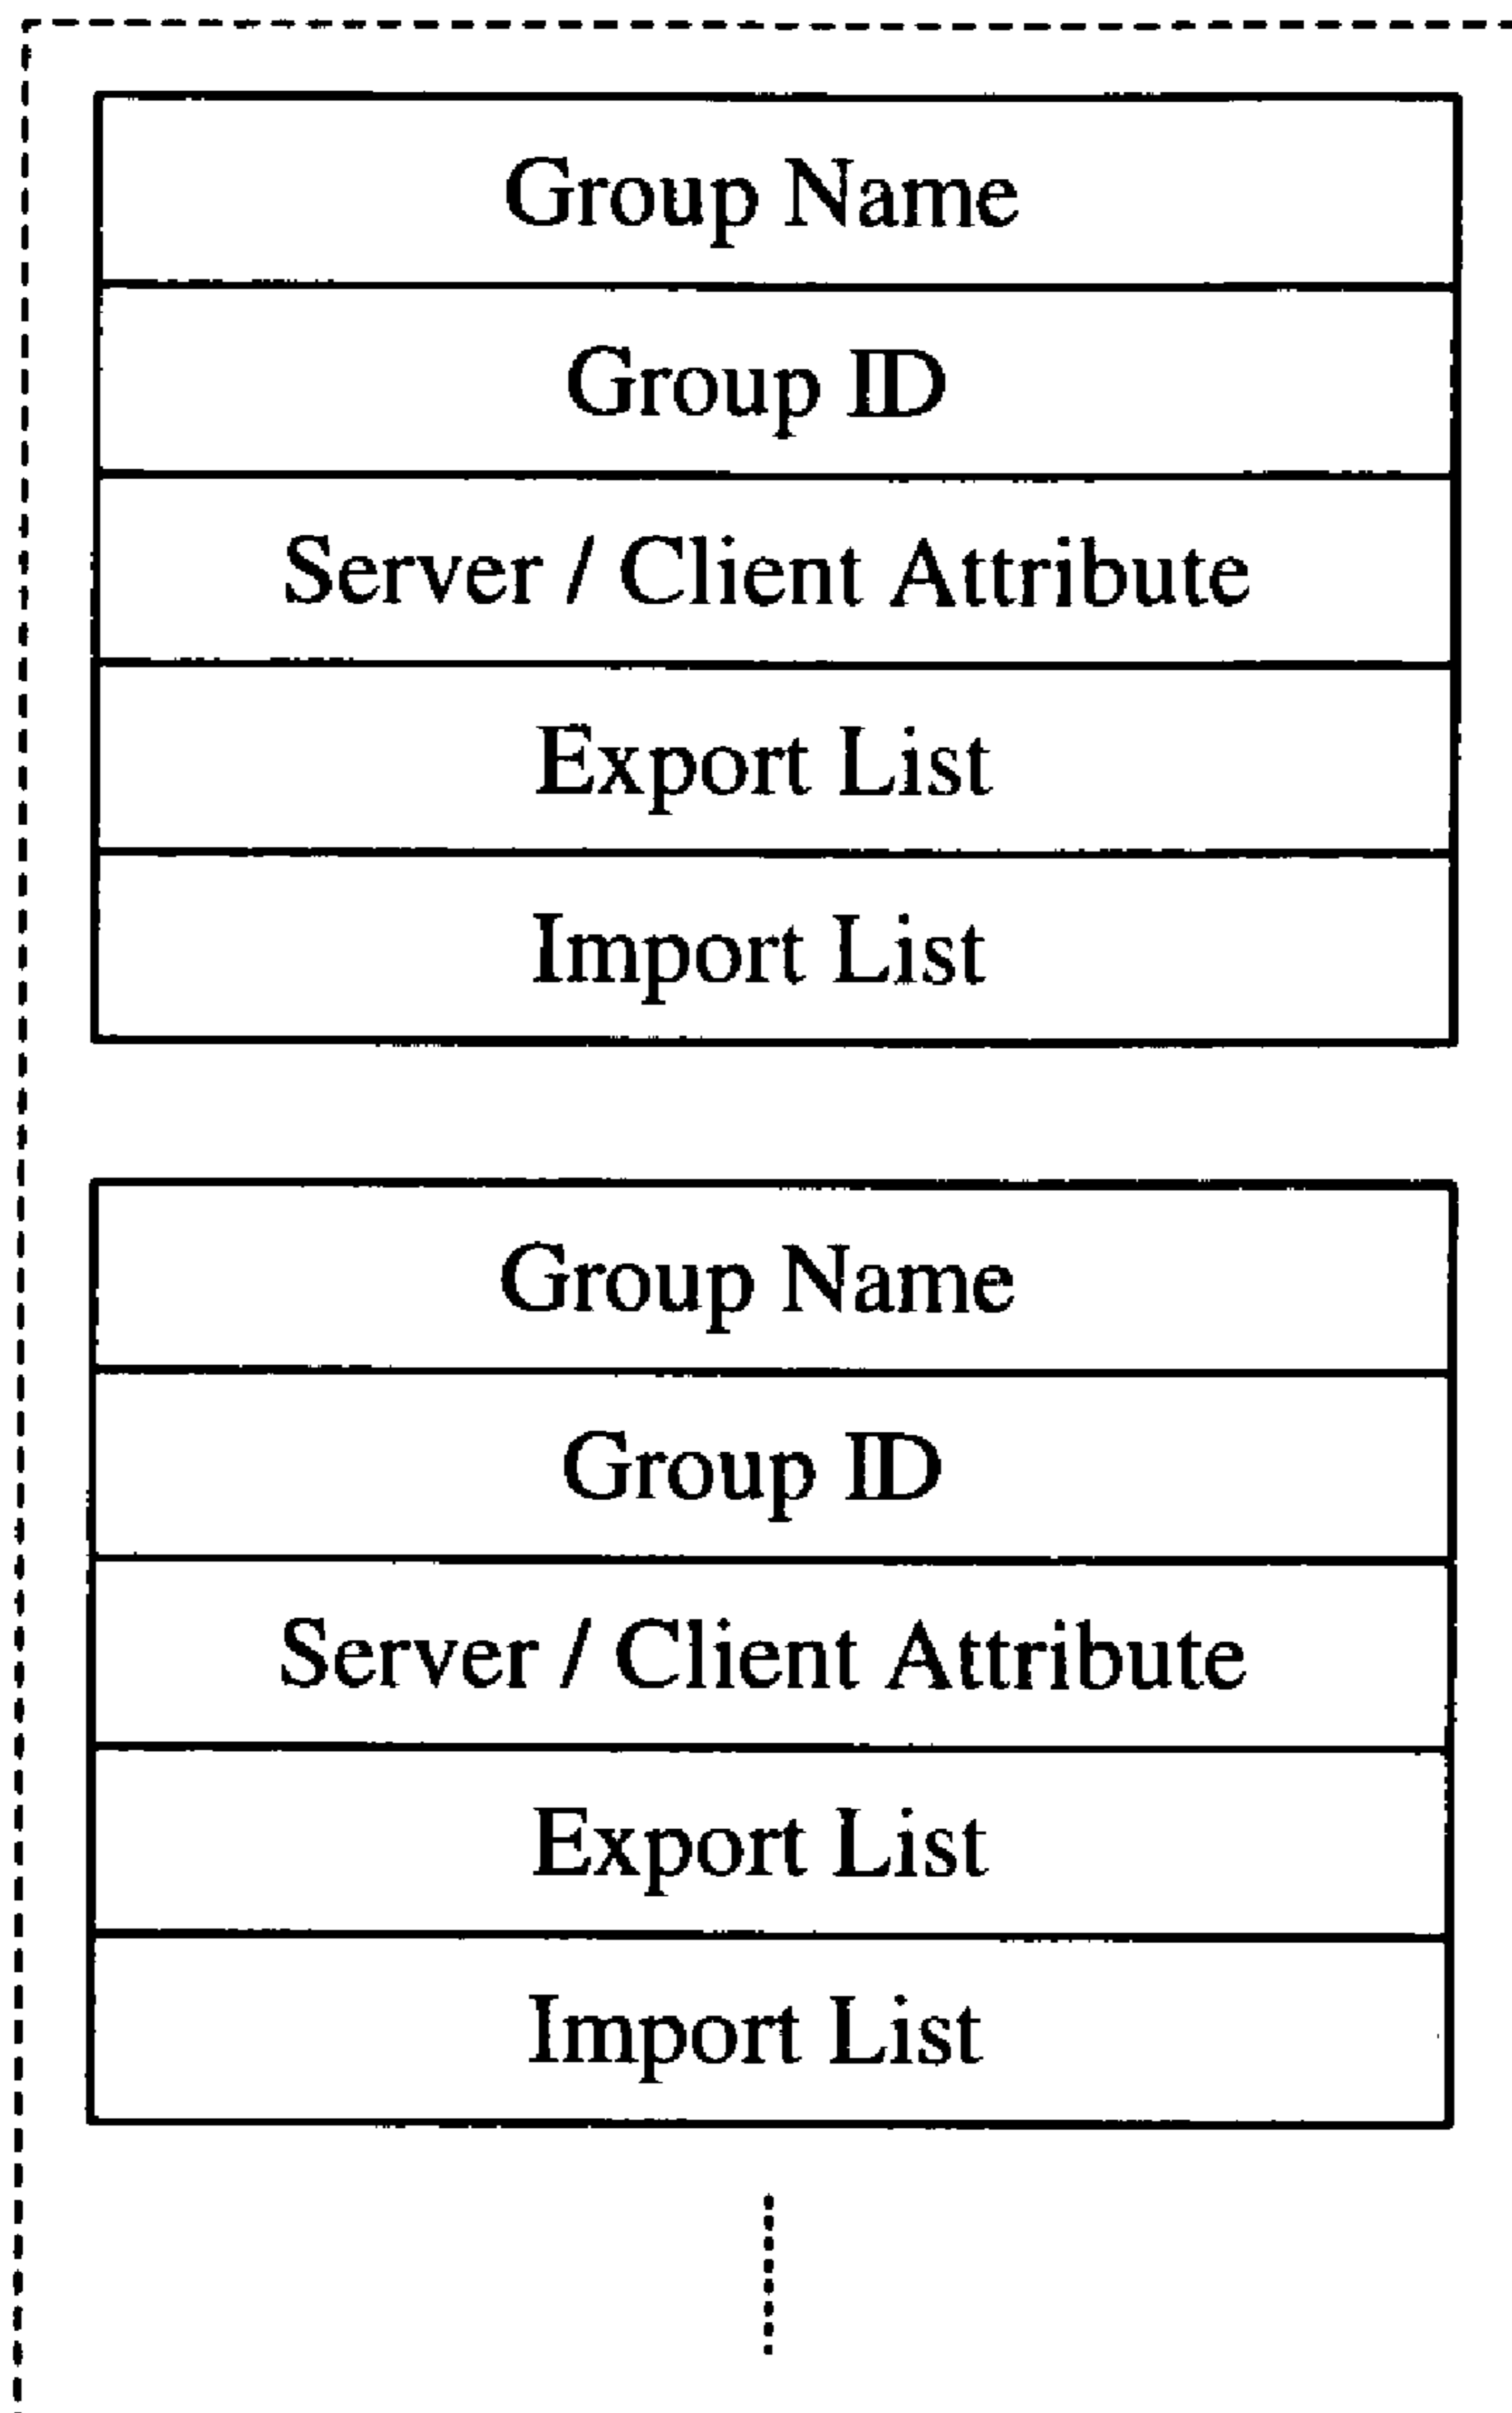 Group Name
Group ID
Server / Client Attribute
Export List
Import List
Group Name
Group ID
Server / Client Attribute
Export List
Import List